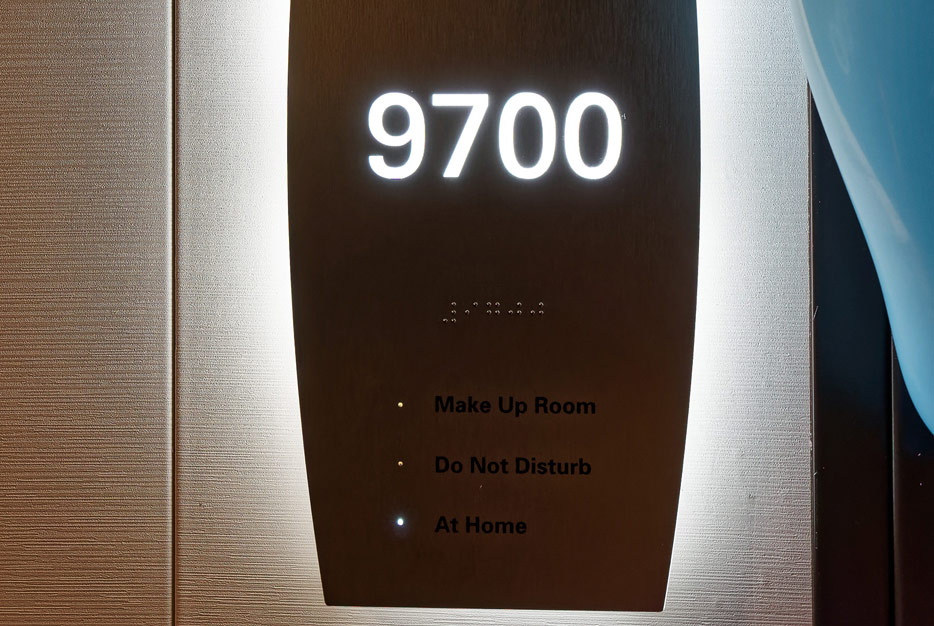 9700
Make Up Room
Do Not Disturb
At Home